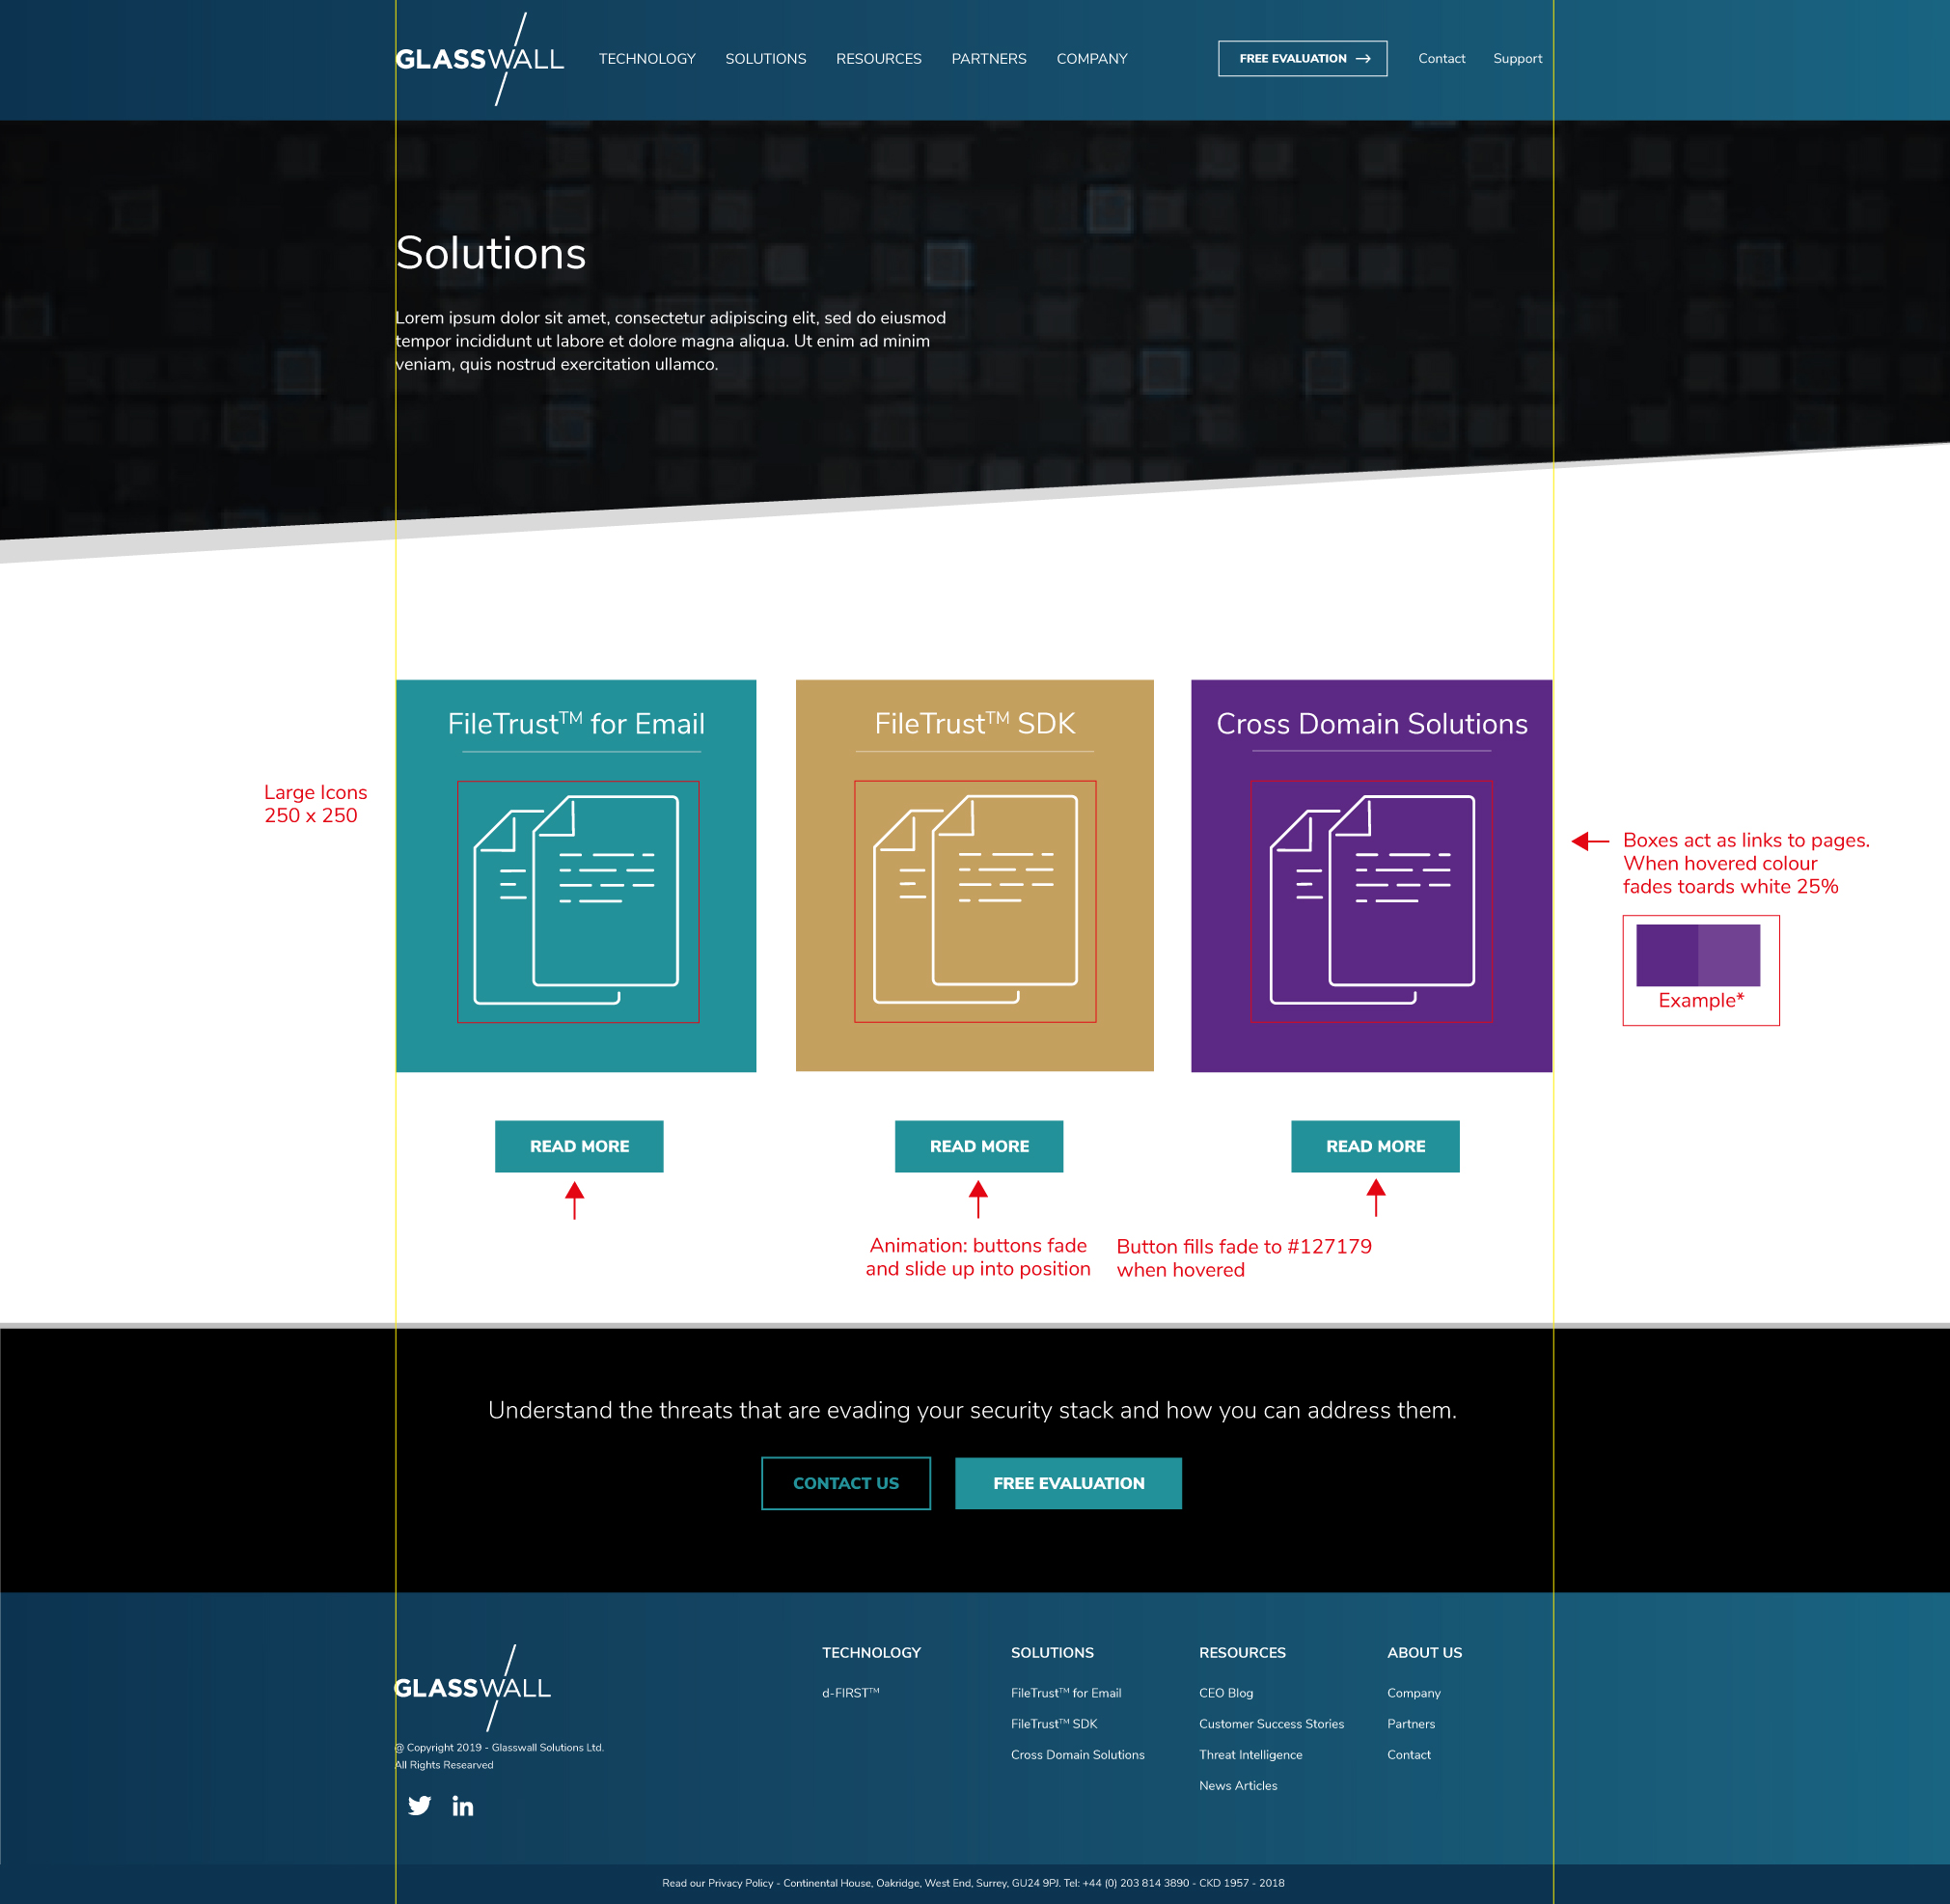 GLASSWALL
TECHNOLOGY
SOLUTIONS
RESOURCES
PARTNERS
COMPANY
FREE EVALUATION
Contact
Support
Solutions
Lorem ipsum dolor sit amet, consectetur adipiscing elit, sed do eiusmod
tempor incididunt ut labore et dolore magna aliqua. Ut enim ad minim
veniam, quis nostrud exercitation ullamco.
FileTrust™ for Email
FileTrust™ SDK
Cross Domain Solutions
Large Icons
250 x 250
Boxes act as links to pages.
When hovered colour
fades toards white 25%
Example*
READ MORE
READ MORE
READ MORE
Animation: buttons fade
and slide up into position
Button fills fade to #127179
when hovered
Understand the threats that are evading your security stack and how you can address them.
CONTACT US
FREE EVALUATION
GLASSWALL
@ Copyright 2019 - Glasswall Solutions Ltd.
All Rights Researved
in
TECHNOLOGY
d-FIRST™
SOLUTIONS
FileTrust™ for Email
FileTrust™ SDK
Cross Domain Solutions
RESOURCES
CEO Blog
Customer Success Stories
Threat Intelligence
News Articles
ABOUT US
Company
Partners
Contact
Read our Privacy Policy - Continental House, Oakridge, West End, Surrey, GU24 9PJ. Tel: +44 (0) 203 814 3890 - CKD 1957 - 2018